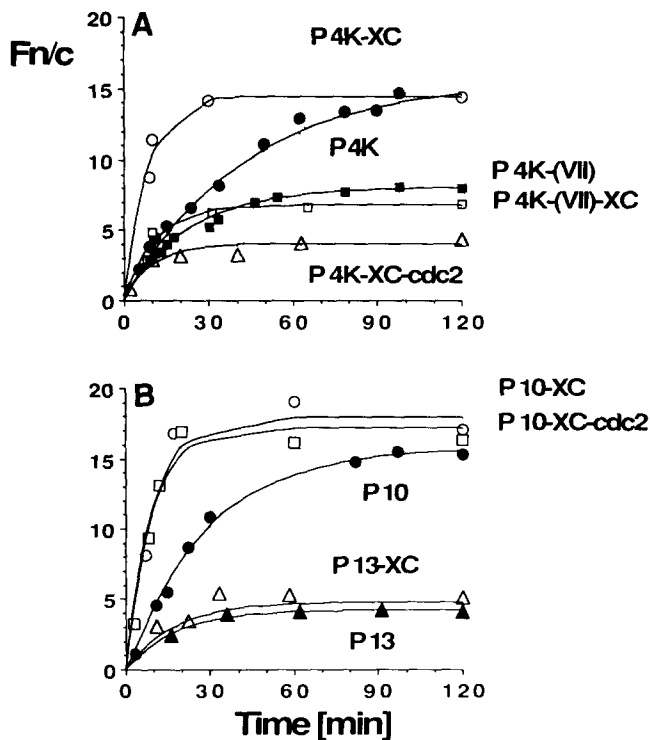 A
P4K-XC
Fn/c
20
15
10
5
0
P4K
P4K-(VII)
P4K-(VII)-XC
P4K-XC-cdc2
0 30 60 90 120
B
P10-XC
P10-XC-cdc2
20
15
10
5
0
P10
P13-XC
P13
0 30 60 90 120
Time [min]